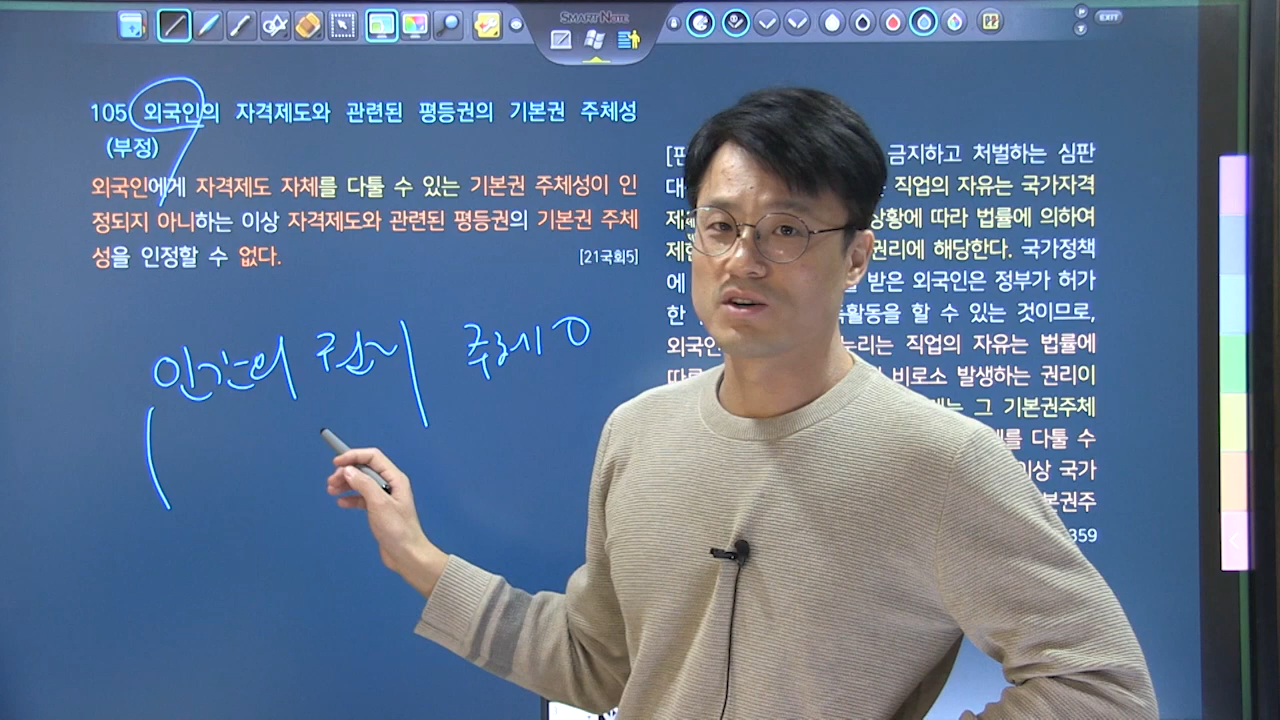 SMARTNOTE
EXIT
105 외국인의 자격제도와 관련된 평등권의 기본권 주체성
(부정)
외국인에게 자격제도 자체를 다툴 수 있는 기본권 주체성이 인
정되지 아니하는 이상 자격제도와 관련된 평등권의 기본권 주체
성을 인정할 수 없다. [21국회5]
인간의 권리 주체 O
금지하고 처벌하는 심판
대 직업의 자유는 국가자격
제 상황에 따라 법률에 의하여
제한 권리에 해당한다. 국가정책
에 받은 외국인은 정부가 허가
한 할 수 있는 것이므로,
외국인 누리는 직업의 자유는 법률에
따른 비로소 발생하는 권리이
그 기본권주체
다툴 수
이상 국가
본권주
359